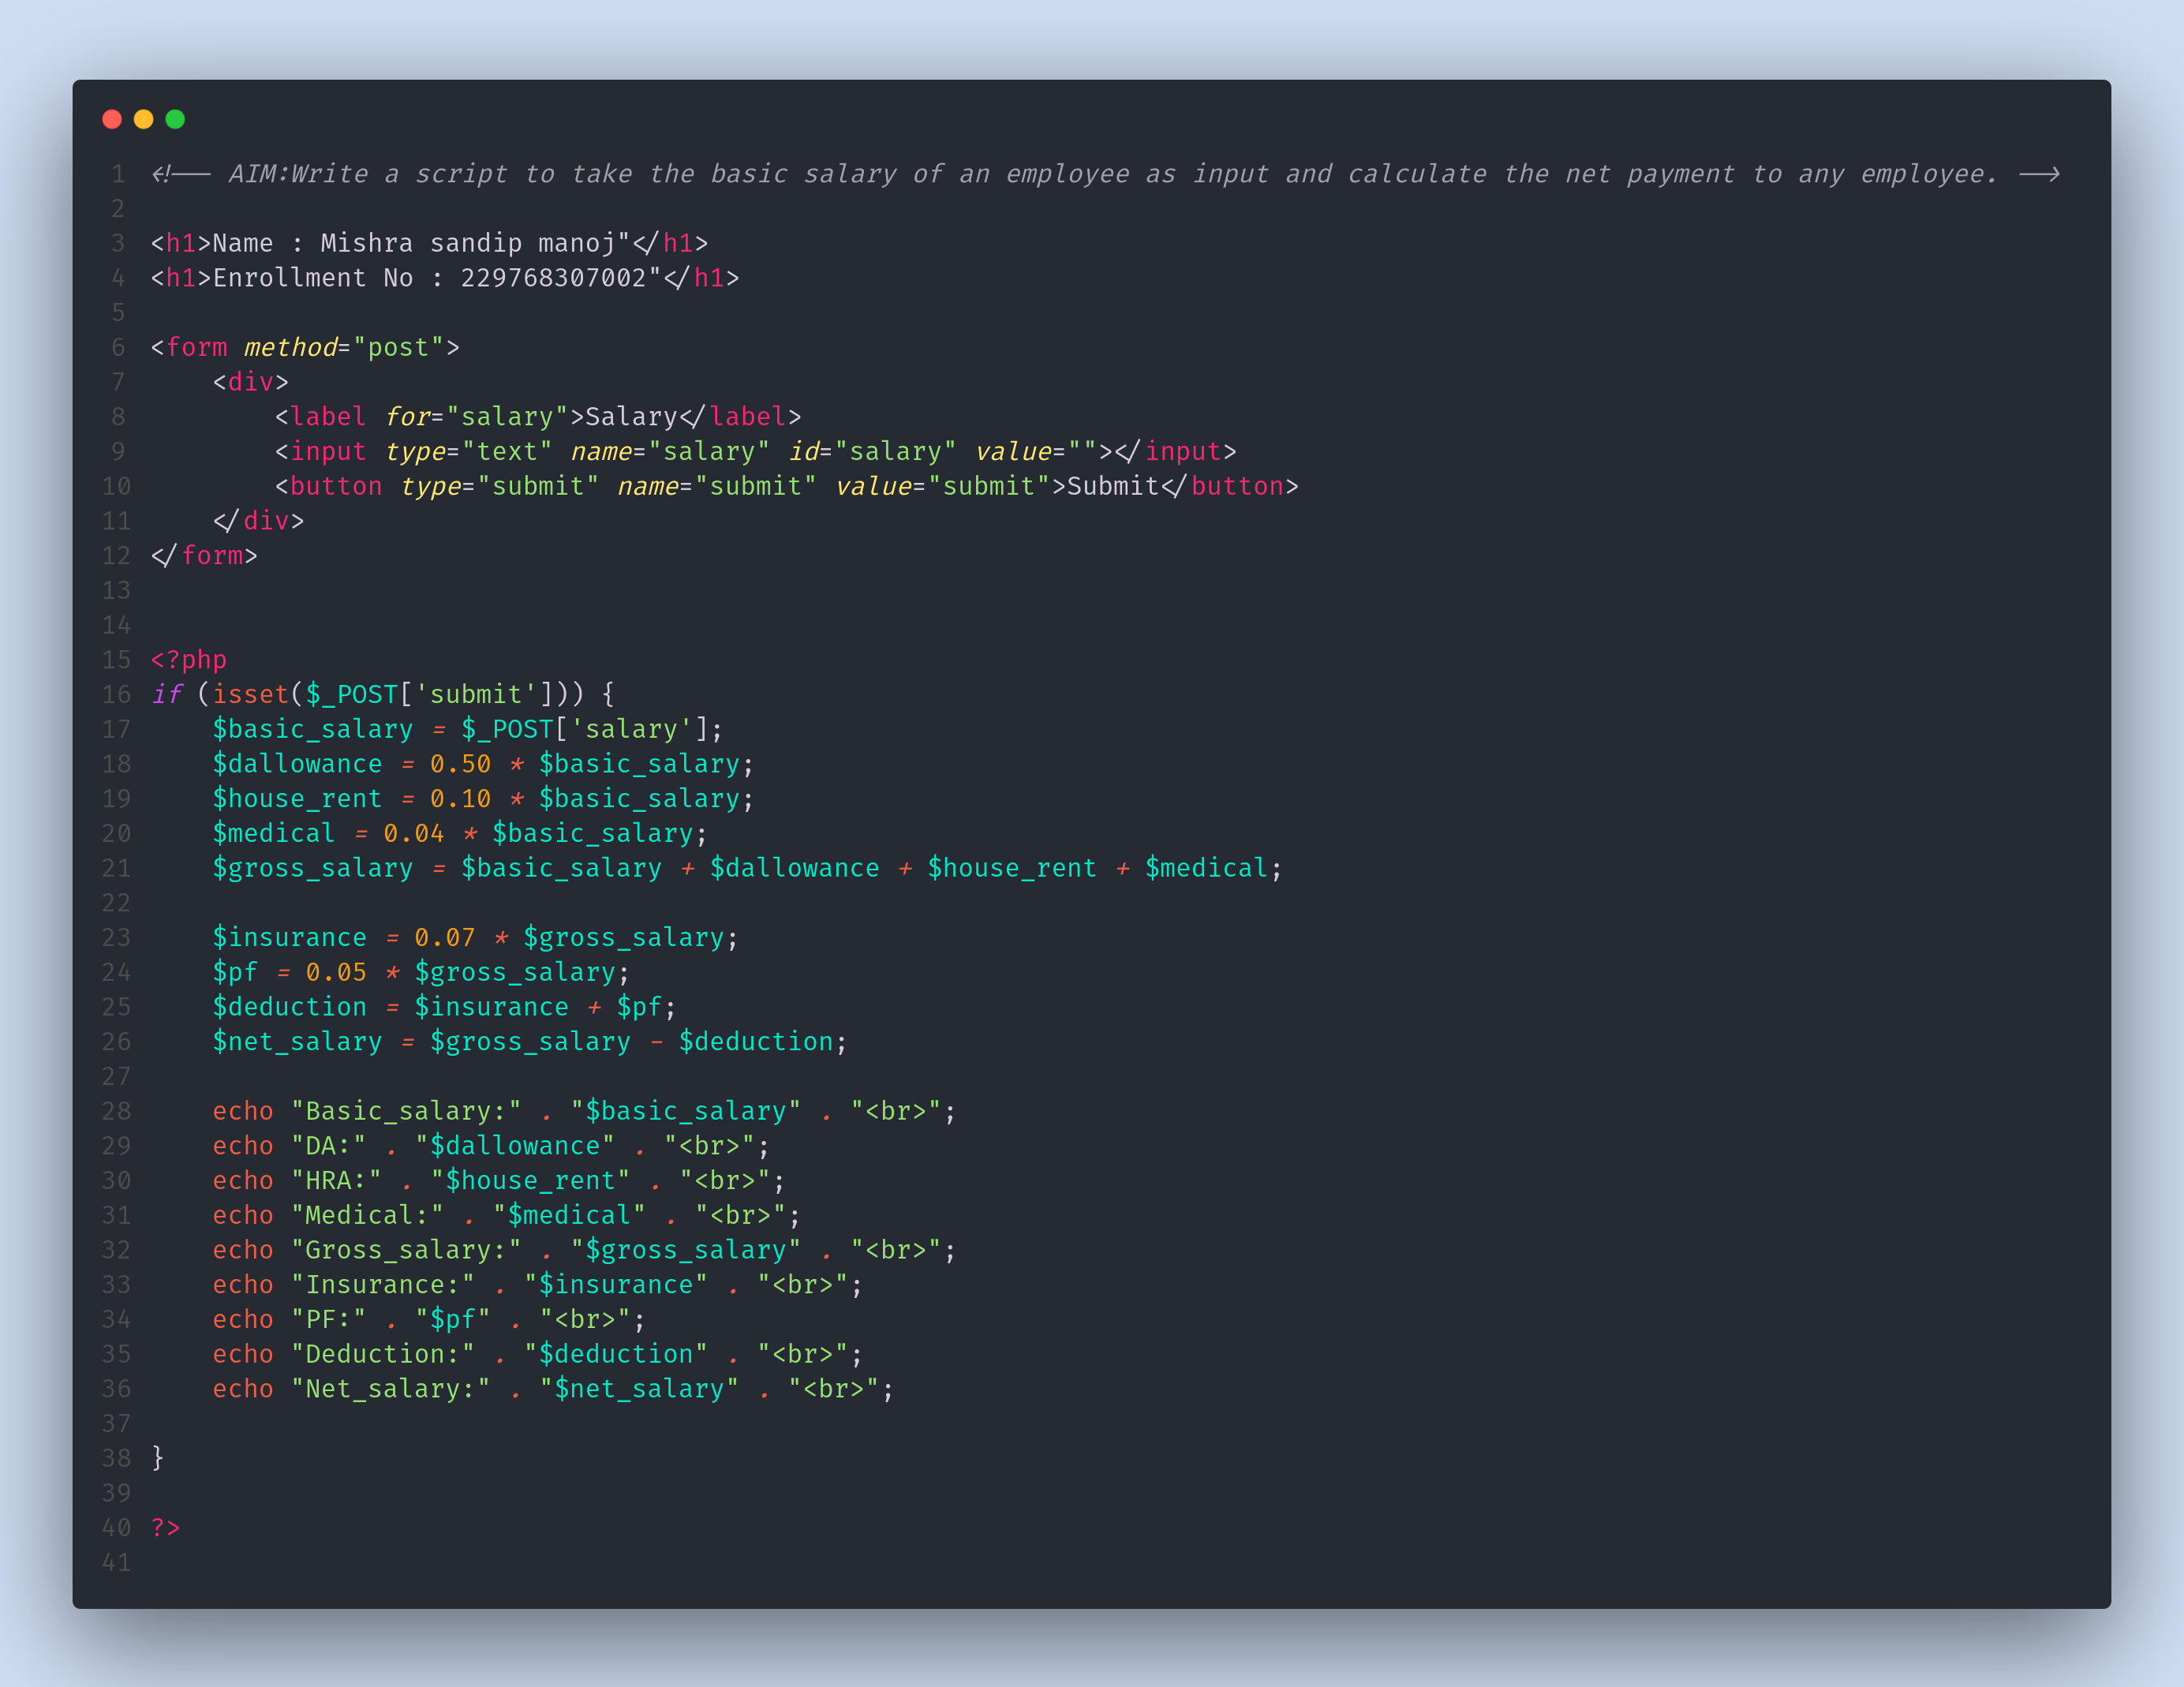 1 <!-- AIM:Write a script to take the basic salary of an employee as input and calculate the net payment to any employee. -->
2
3 <h1>Name : Mishra sandip manoj"</h1>
4 <h1>Enrollment No : 229768307002"</h1>
5
6 <form method="post">
7     <div>
8         <label for="salary">Salary</label>
9         <input type="text" name="salary" id="salary" value=""></input>
10         <button type="submit" name="submit" value="submit">Submit</button>
11     </div>
12 </form>
13
14
15 <?php
16 if (isset($_POST['submit'])) {
17     $basic_salary = $_POST['salary'];
18     $dallowance = 0.50 * $basic_salary;
19     $house_rent = 0.10 * $basic_salary;
20     $medical = 0.04 * $basic_salary;
21     $gross_salary = $basic_salary + $dallowance + $house_rent + $medical;
22
23     $insurance = 0.07 * $gross_salary;
24     $pf = 0.05 * $gross_salary;
25     $deduction = $insurance + $pf;
26     $net_salary = $gross_salary - $deduction;
27
28     echo "Basic_salary:" . "$basic_salary" . "<br>";
29     echo "DA:" . "$dallowance" . "<br>";
30     echo "HRA:" . "$house_rent" . "<br>";
31     echo "Medical:" . "$medical" . "<br>";
32     echo "Gross_salary:" . "$gross_salary" . "<br>";
33     echo "Insurance:" . "$insurance" . "<br>";
34     echo "PF:" . "$pf" . "<br>";
35     echo "Deduction:" . "$deduction" . "<br>";
36     echo "Net_salary:" . "$net_salary" . "<br>";
37
38 }
39
40 ?>
41